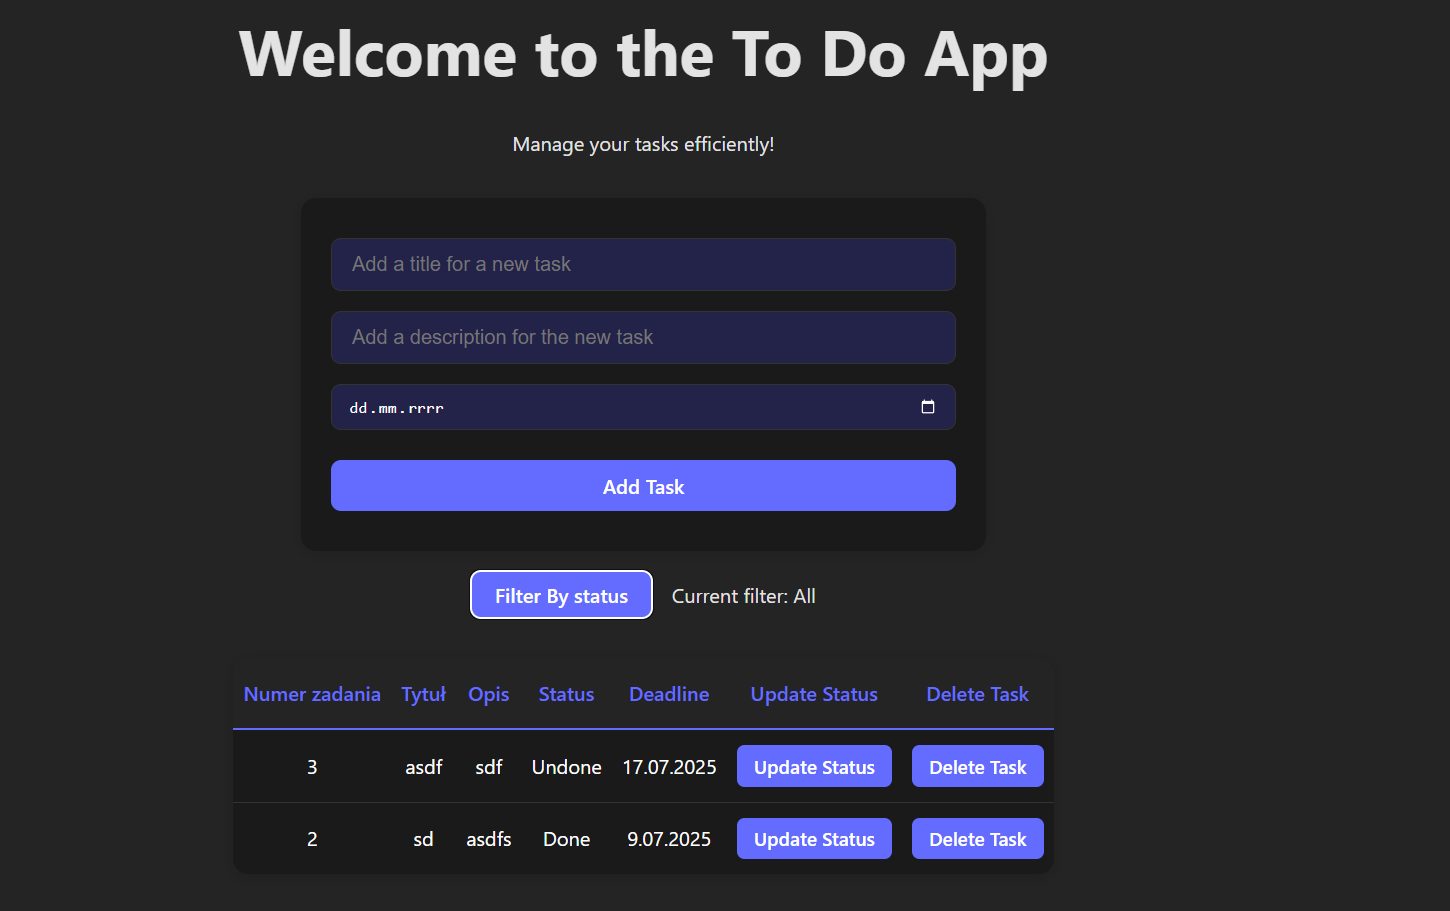 Welcome to the To Do App
Manage your tasks efficiently!
Add a title for a new task
Add a description for the new task
dd.mm.rrrr
Add Task
Filter By status Current filter: All
Numer zadania Tytuł Opis Status Deadline Update Status Delete Task
3 asdf sdf Undone 17.07.2025 Update Status Delete Task
2 sd asdfs Done 9.07.2025 Update Status Delete Task